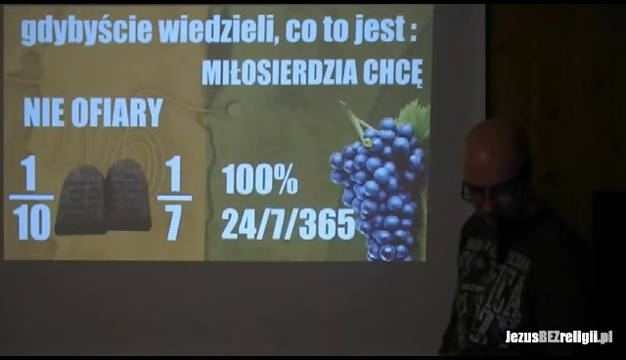 gdybyście wiedzieli, co to jest :
MIŁOSIERDZIA CHCĘ
NIE OFIARY
1/10
1/7
100%
24/7/365
JezusBEZreligii.pl